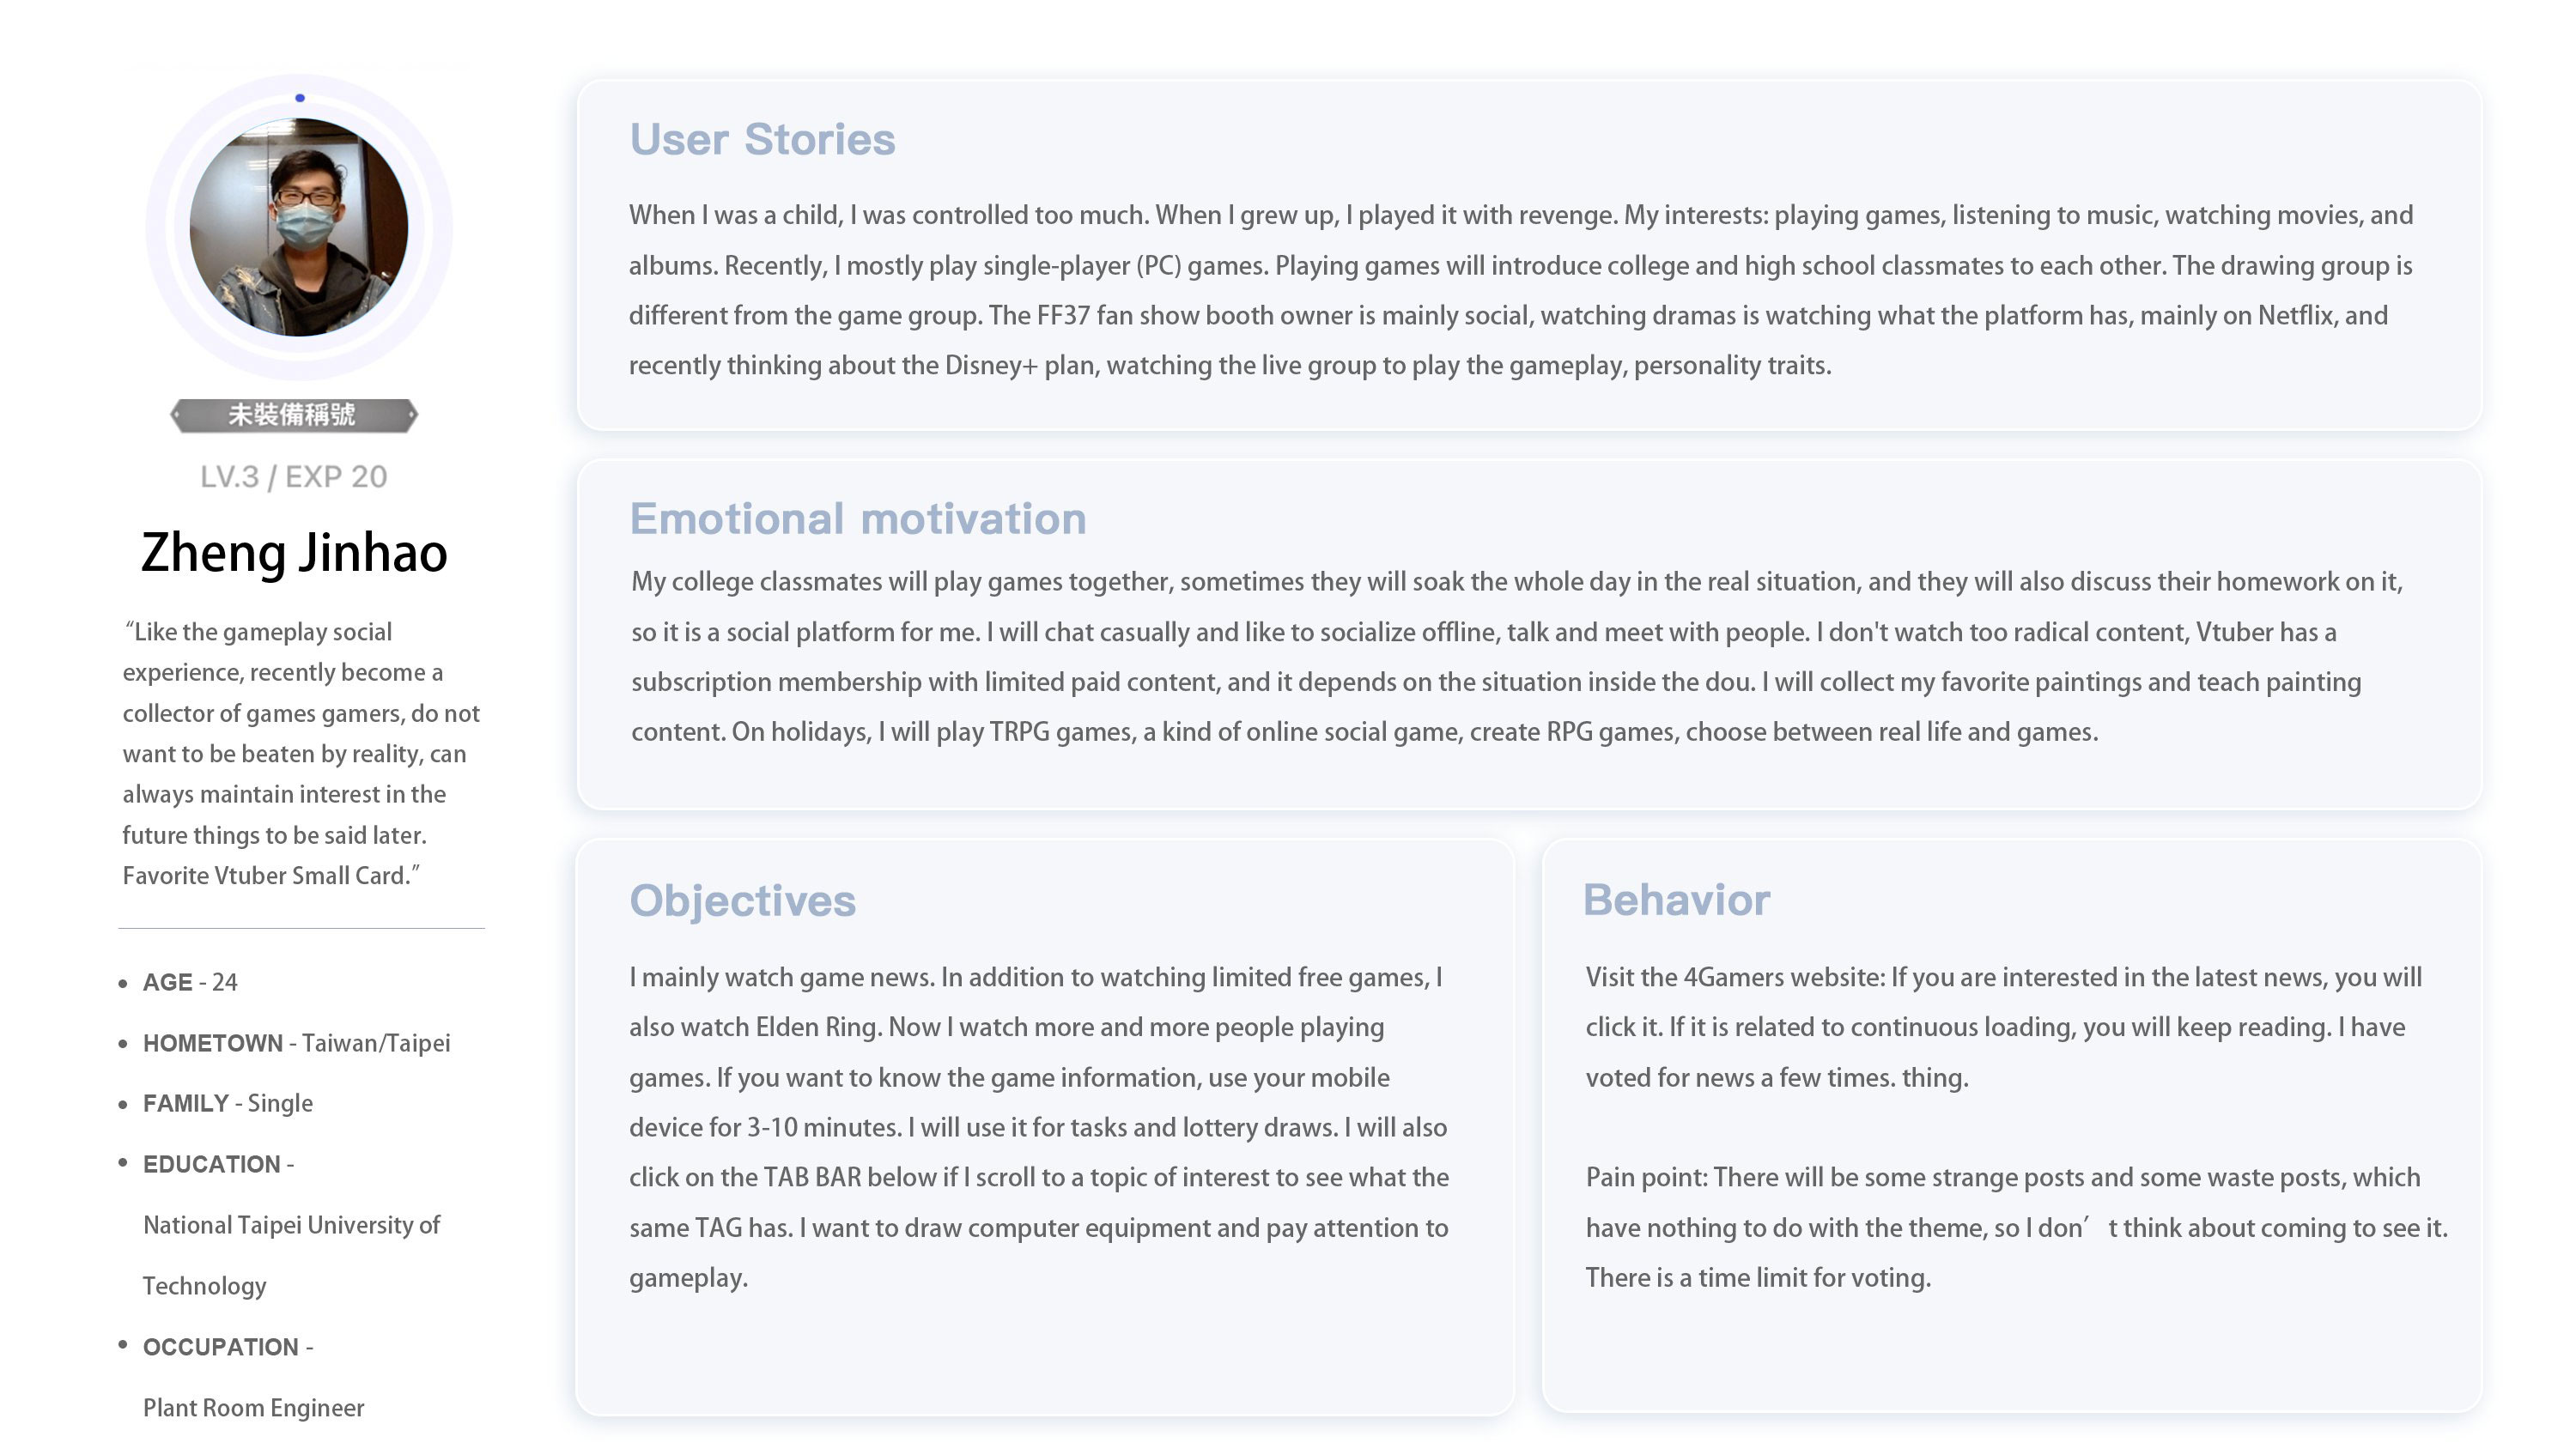 未裝備稱號
LV.3 / EXP 20
Zheng Jinhao
“Like the gameplay social
experience, recently become a
collector of games gamers, do not
want to be beaten by reality, can
always maintain interest in the
future things to be said later.
Favorite Vtuber Small Card.”
• AGE - 24
• HOMETOWN - Taiwan/Taipei
• FAMILY - Single
• EDUCATION -
National Taipei University of
Technology
• OCCUPATION -
Plant Room Engineer
User Stories
When I was a child, I was controlled too much. When I grew up, I played it with revenge. My interests: playing games, listening to music, watching movies, and
albums. Recently, I mostly play single-player (PC) games. Playing games will introduce college and high school classmates to each other. The drawing group is
different from the game group. The FF37 fan show booth owner is mainly social, watching dramas is watching what the platform has, mainly on Netflix, and
recently thinking about the Disney+ plan, watching the live group to play the gameplay, personality traits.
Emotional motivation
My college classmates will play games together, sometimes they will soak the whole day in the real situation, and they will also discuss their homework on it,
so it is a social platform for me. I will chat casually and like to socialize offline, talk and meet with people. I don't watch too radical content, Vtuber has a
subscription membership with limited paid content, and it depends on the situation inside the dou. I will collect my favorite paintings and teach painting
content. On holidays, I will play TRPG games, a kind of online social game, create RPG games, choose between real life and games.
Objectives
I mainly watch game news. In addition to watching limited free games, I
also watch Elden Ring. Now I watch more and more people playing
games. If you want to know the game information, use your mobile
device for 3-10 minutes. I will use it for tasks and lottery draws. I will also
click on the TAB BAR below if I scroll to a topic of interest to see what the
same TAG has. I want to draw computer equipment and pay attention to
gameplay.
Behavior
Visit the 4Gamers website: If you are interested in the latest news, you will
click it. If it is related to continuous loading, you will keep reading. I have
voted for news a few times. thing.
Pain point: There will be some strange posts and some waste posts, which
have nothing to do with the theme, so I don’ t think about coming to see it.
There is a time limit for voting.